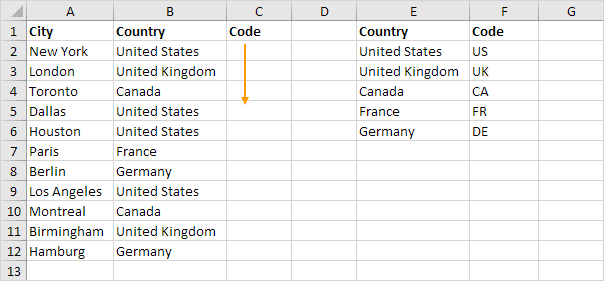 A B C D E F G
1 City Country Code Country Code
2 New York United States United States US
3 London United Kingdom United Kingdom UK
4 Toronto Canada Canada CA
5 Dallas United States France FR
6 Houston United States Germany DE
7 Paris France
8 Berlin Germany
9 Los Angeles United States
10 Montreal Canada
11 Birmingham United Kingdom
12 Hamburg Germany
13